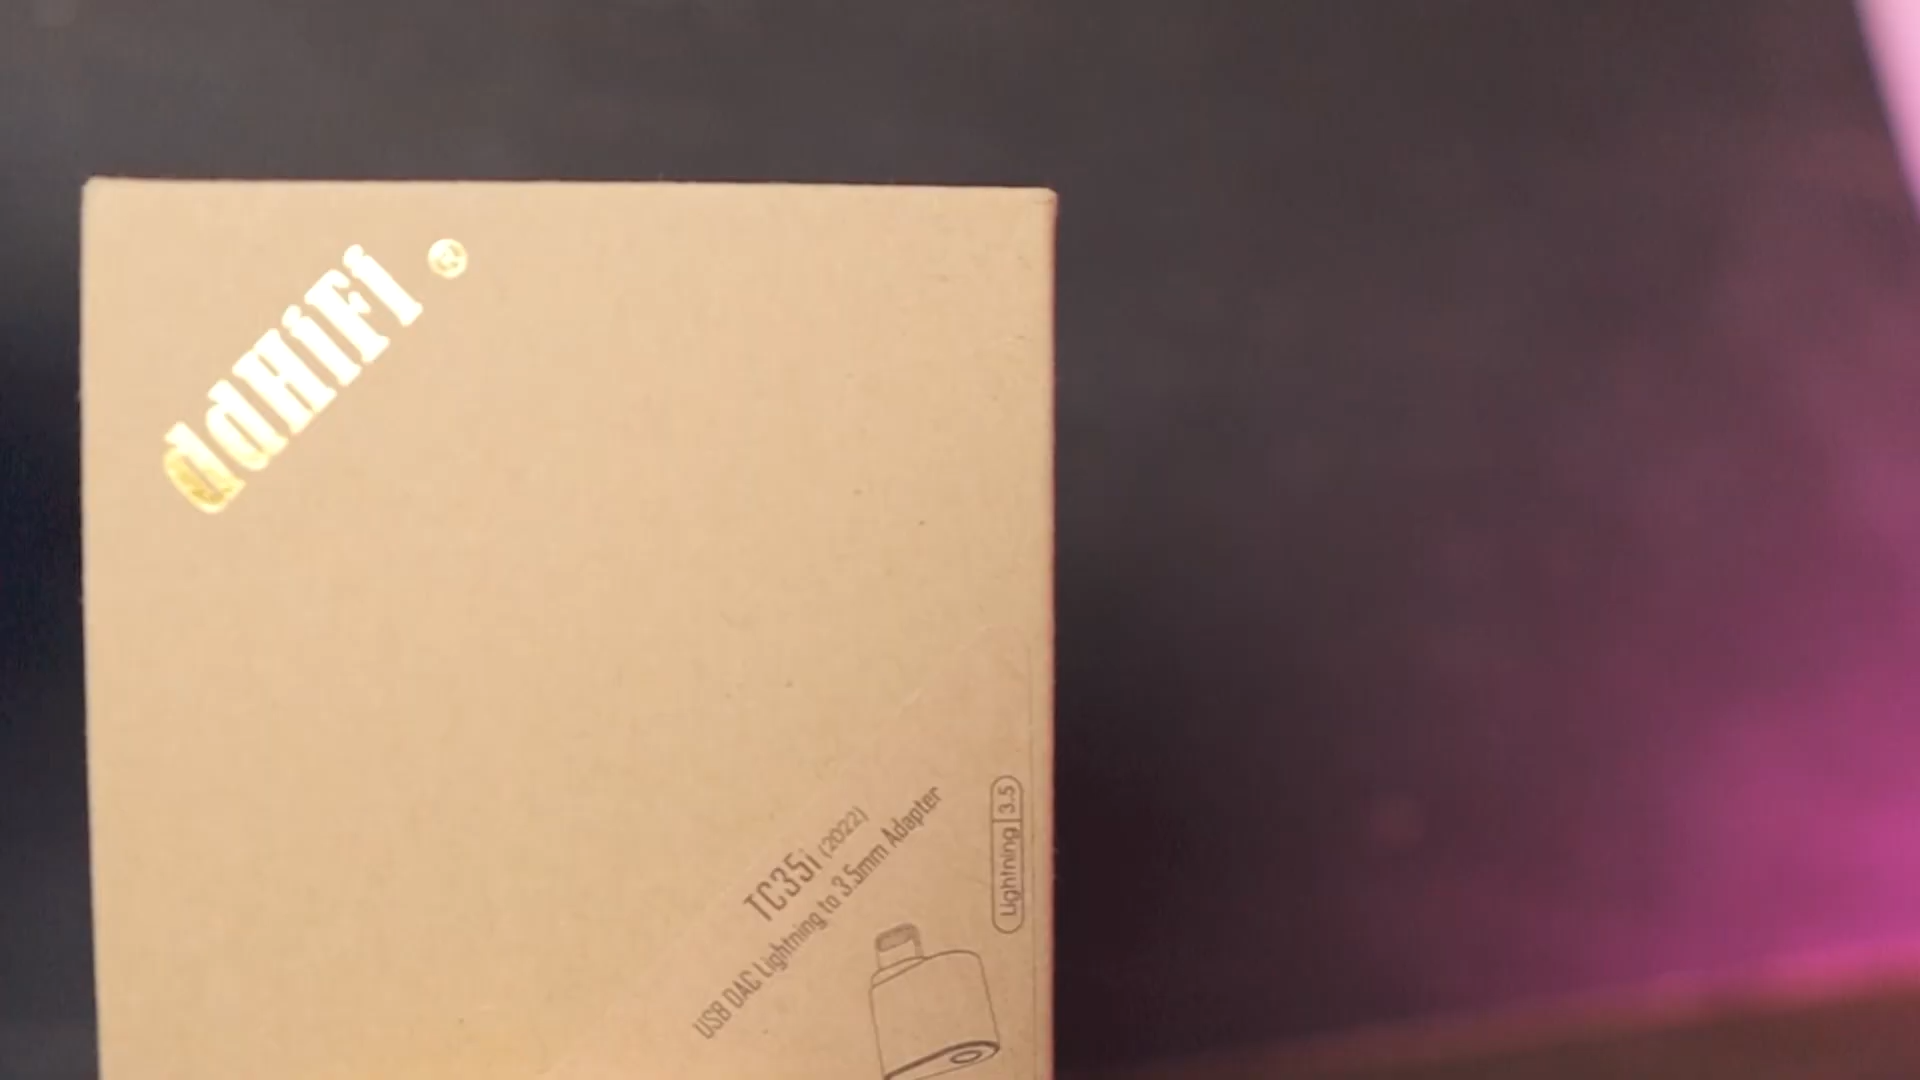 ddHiFi ®
TC35i (2022)
USB DAC Lightning to 3.5mm Adapter
Lightning 3.5